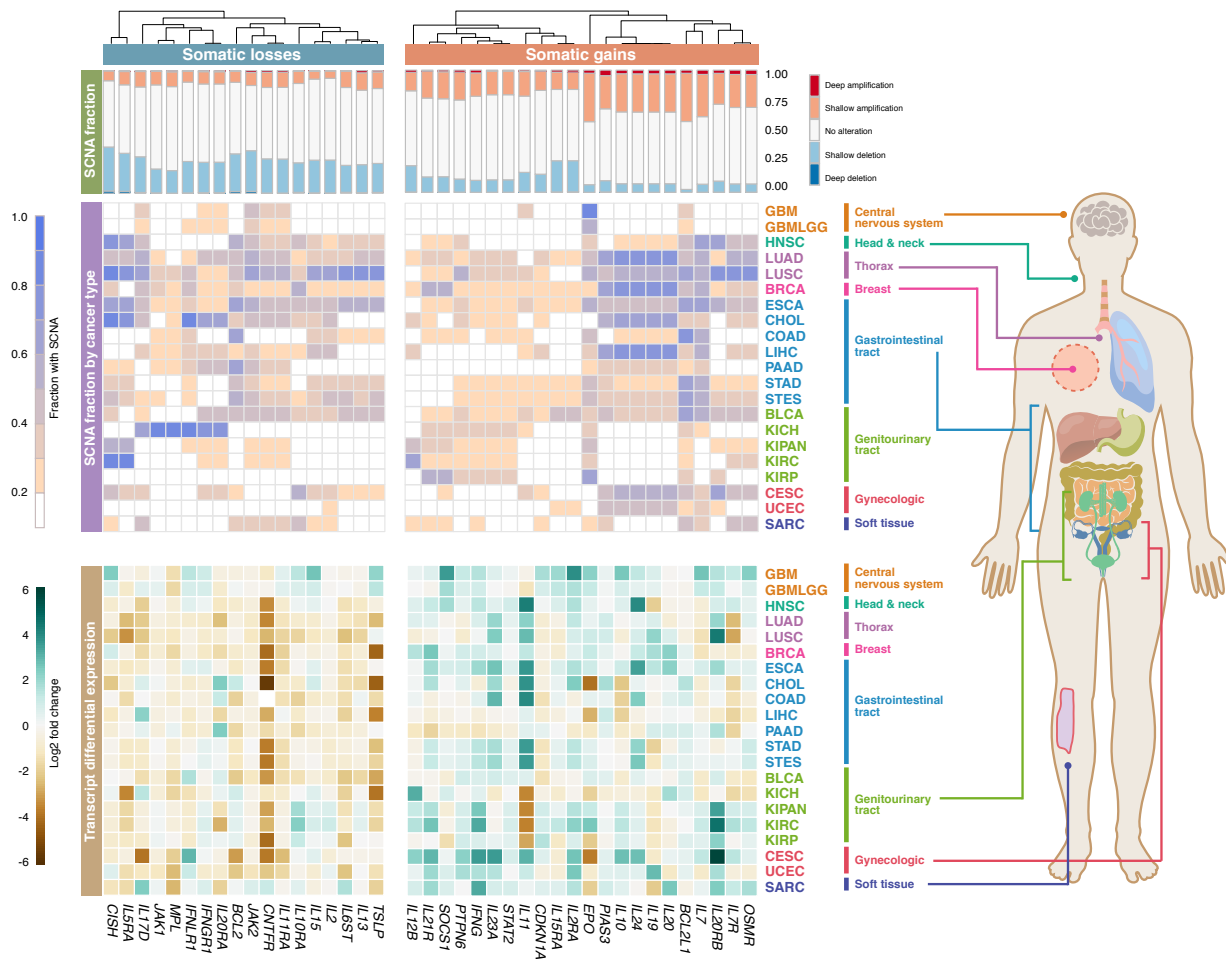 Somatic losses
Somatic gains
SCNA fraction
1.00
0.75
0.50
0.25
0.00
Deep amplification
Shallow amplification
No alteration
Shallow deletion
Deep deletion
1.0
0.8
0.6
0.4
0.2
Fraction with SCNA
SCNA fraction by cancer type
GBM
GBMLGG
HNSC
LUAD
LUSC
BRCA
ESCA
CHOL
COAD
LIHC
PAAD
STAD
STES
BLCA
KICH
KIPAN
KIRC
KIRP
CESC
UCEC
SARC
Central
nervous system
Head & neck
Thorax
Breast
Gastrointestinal
tract
Genitourinary
tract
Gynecologic
Soft tissue
6
4
2
0
-2
-4
-6
Log2 fold change
Transcript differential expression
GBM
GBMLGG
HNSC
LUAD
LUSC
BRCA
ESCA
CHOL
COAD
LIHC
PAAD
STAD
STES
BLCA
KICH
KIPAN
KIRC
KIRP
CESC
UCEC
SARC
Central
nervous system
Head & neck
Thorax
Breast
Gastrointestinal
tract
Genitourinary
tract
Gynecologic
Soft tissue
CISH
IL5RA
IL17D
JAK1
MPL
IFNLR1
IFNGR1
IL20RA
BCL2
JAK2
CNTFR
IL11RA
IL10RA
IL15
IL2
IL6ST
IL13
TSLP
IL12B
IL21R
SOCS1
PTPN6
IFNG
IL23A
STAT2
IL11
CDKN1A
IL15RA
IL2RA
EPO
PIAS3
IL10
IL24
IL19
IL20
BCL2L1
IL7
IL20RB
IL7R
OSMR